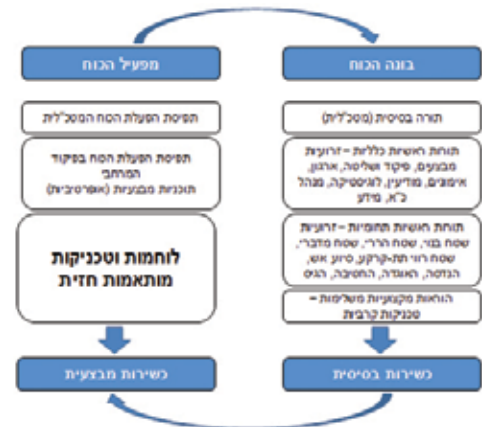 בונה הכוח
תורה בסיסית (מטכ"לית)
תורות ראשיות כלליות – זרועיות
מבצעים, פיקוד ושליטה, ארגון,
אימונים, מודיעין, לוגיסטיקה, מנהל
כ"א, מידע
תורות ראשיות תחומיות – זרועיות
שטח בנוי, שטח הררי, שטח מדברי,
שטח רווי תת-קרקע, סיוע אש,
הנדסה, האוגדה, החטיבה, הגיס
הוראות מקצועיות משלימות –
טכניקות קרביות
כשירות בסיסית
מפעיל הכוח
תפיסת הפעלת הכוח המטכ"לית
תפיסת הפעלת הכוח בפיקוד
המרחבי
תוכניות מבצעיות (אופרטיביות)
לוחמות וטכניקות
מותאמות חזית
כשירות מבצעית